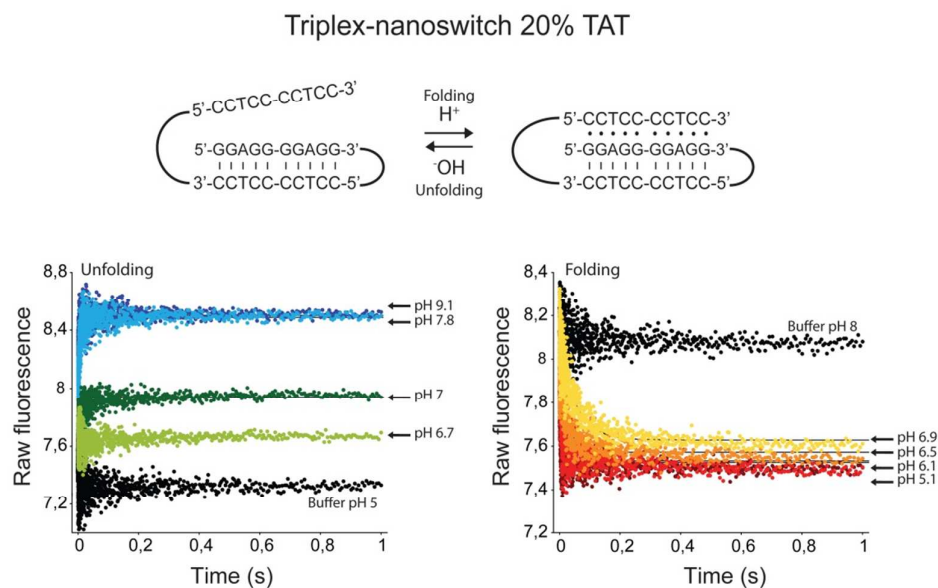 Triplex-nanoswitch 20% TAT
5’-CCTCC-CCTCC-3’
5’-GGAGG-GGAGG-3’
3’-CCTCC-CCTCC-5’
Folding
H⁺
⁻OH
Unfolding
5’-CCTCC-CCTCC-3’
5’-GGAGG-GGAGG-3’
3’-CCTCC-CCTCC-5’
Unfolding
Raw fluorescence
8,8
8,4
8
7,6
7,2
pH 9.1
pH 7.8
pH 7
pH 6.7
Buffer pH 5
0 0,2 0,4 0,6 0,8 1
Time (s)
Folding
Raw fluorescence
8,4
8,2
8
7,8
7,6
7,4
7,2
Buffer pH 8
pH 6.9
pH 6.5
pH 6.1
pH 5.1
0 0,2 0,4 0,6 0,8 1
Time (s)